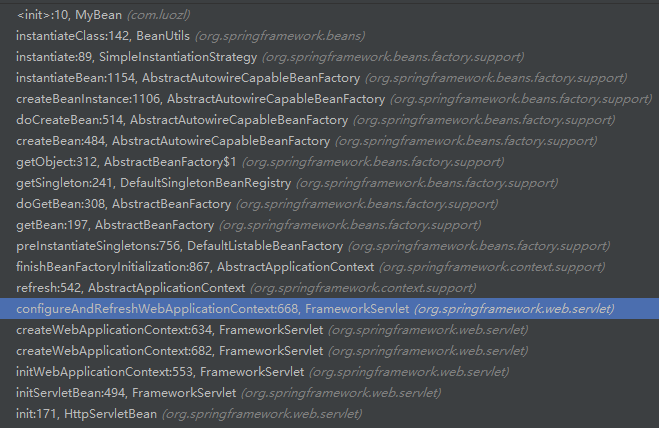 <init>:10, MyBean (com.luozl)
instantiateClass:142, BeanUtils (org.springframework.beans)
instantiate:89, SimpleInstantiationStrategy (org.springframework.beans.factory.support)
instantiateBean:1154, AbstractAutowireCapableBeanFactory (org.springframework.beans.factory.support)
createBeanInstance:1106, AbstractAutowireCapableBeanFactory (org.springframework.beans.factory.support)
doCreateBean:514, AbstractAutowireCapableBeanFactory (org.springframework.beans.factory.support)
createBean:484, AbstractAutowireCapableBeanFactory (org.springframework.beans.factory.support)
getObject:312, AbstractBeanFactory$1 (org.springframework.beans.factory.support)
getSingleton:241, DefaultSingletonBeanRegistry (org.springframework.beans.factory.support)
doGetBean:308, AbstractBeanFactory (org.springframework.beans.factory.support)
getBean:197, AbstractBeanFactory (org.springframework.beans.factory.support)
preInstantiateSingletons:756, DefaultListableBeanFactory (org.springframework.beans.factory.support)
finishBeanFactoryInitialization:867, AbstractApplicationContext (org.springframework.context.support)
refresh:542, AbstractApplicationContext (org.springframework.context.support)
configureAndRefreshWebApplicationContext:668, FrameworkServlet (org.springframework.web.servlet)
createWebApplicationContext:634, FrameworkServlet (org.springframework.web.servlet)
createWebApplicationContext:682, FrameworkServlet (org.springframework.web.servlet)
initWebApplicationContext:553, FrameworkServlet (org.springframework.web.servlet)
initServletBean:494, FrameworkServlet (org.springframework.web.servlet)
init:171, HttpServletBean (org.springframework.web.servlet)